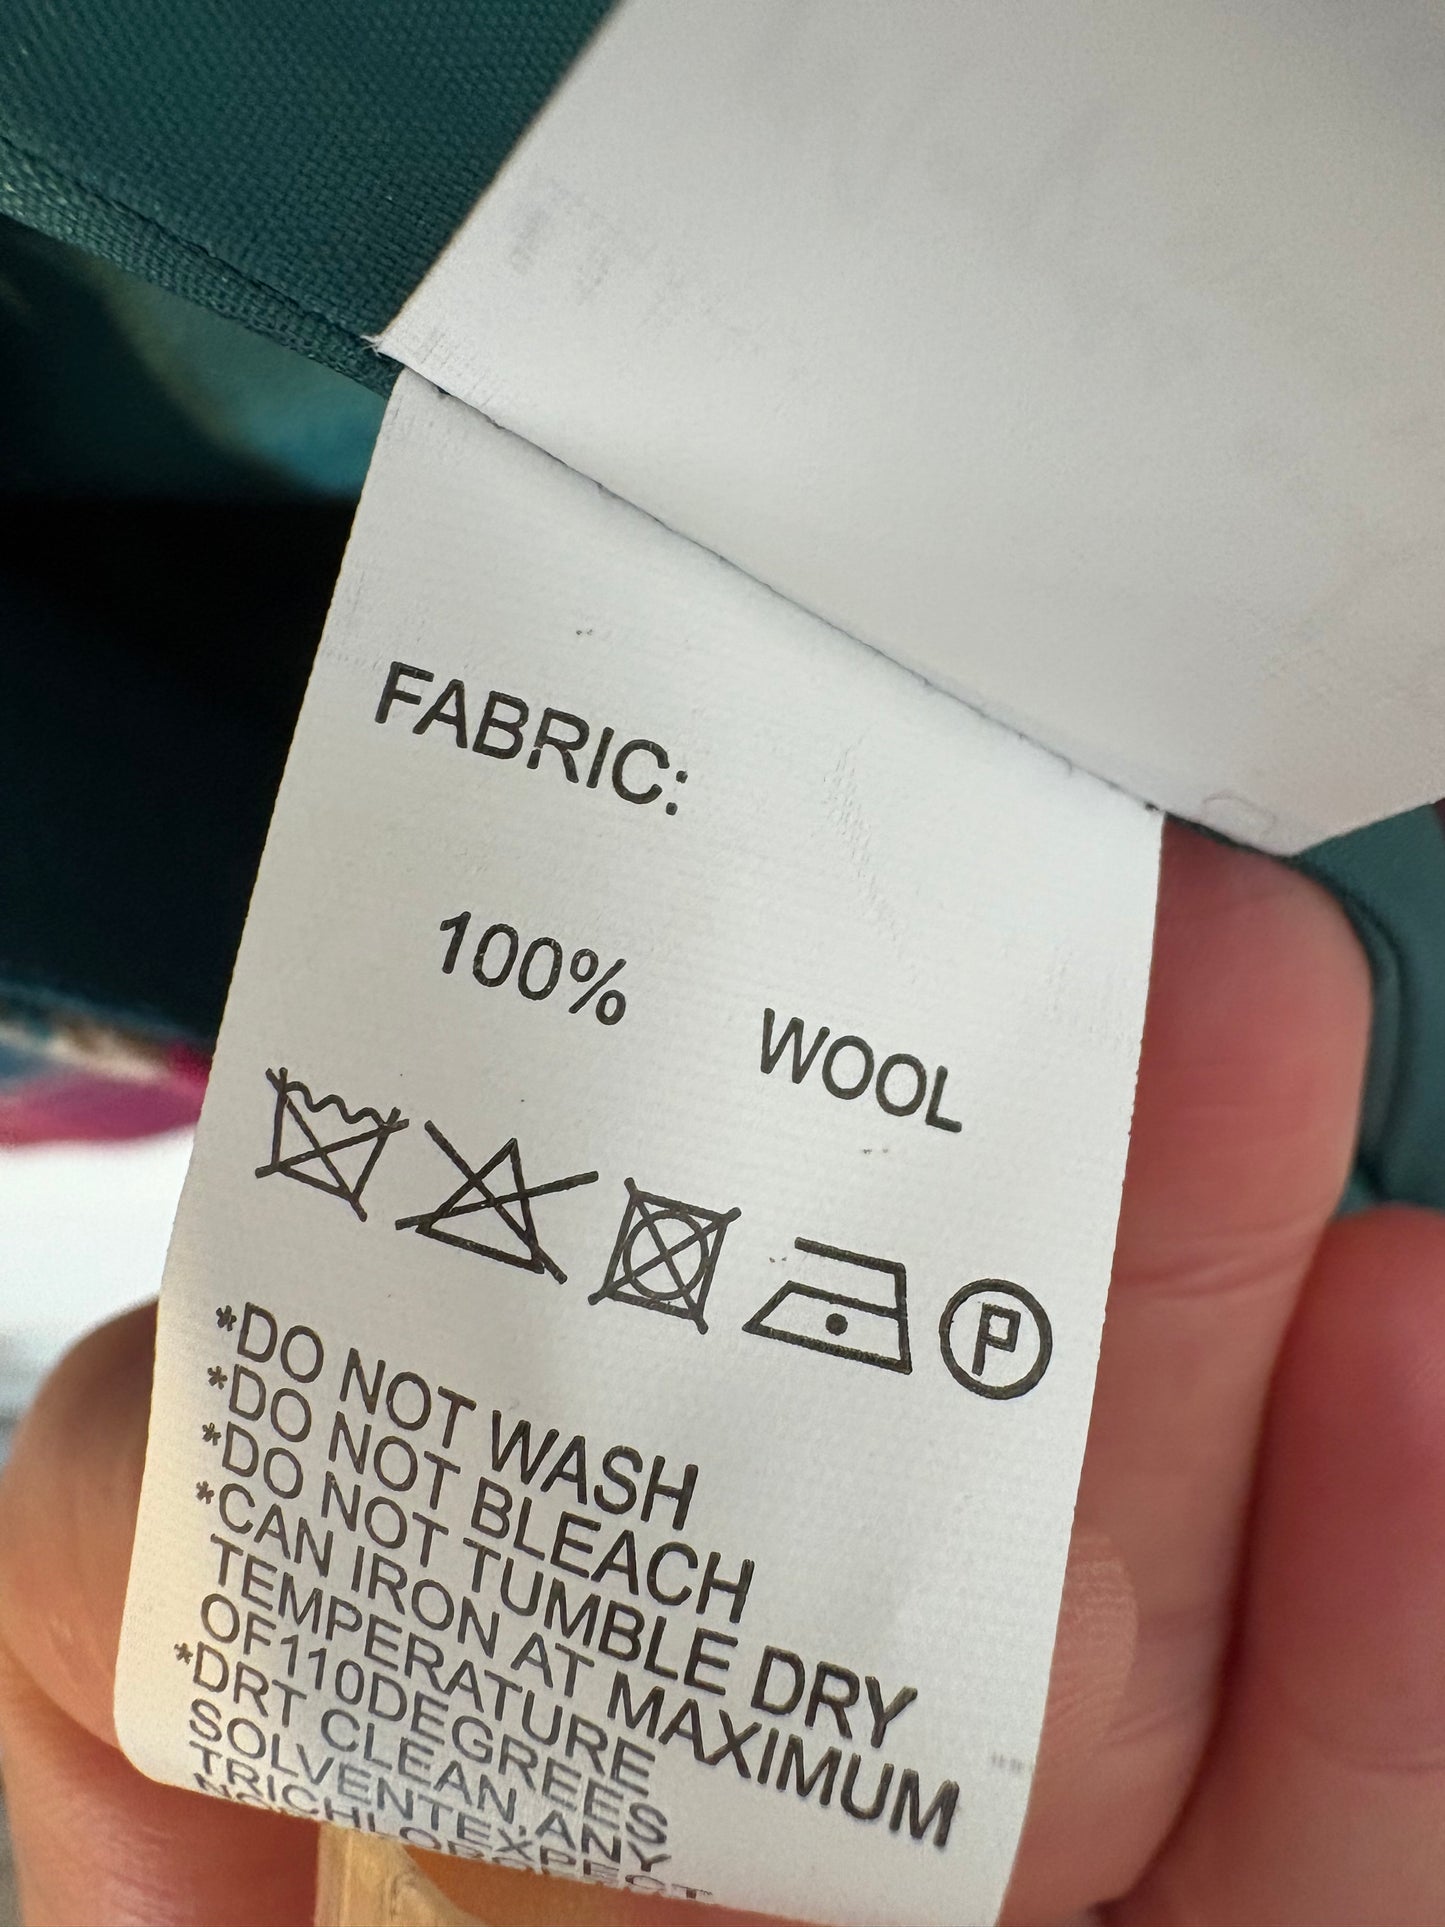 FABRIC:
100% WOOL
P
*DO NOT WASH
*DO NOT BLEACH
*DO NOT TUMBLE DRY
*CAN IRON AT MAXIMUM
TEMPERATURE
OF110DEGREES
*DRT CLEAN,ANY
SOLVENTEXPECT